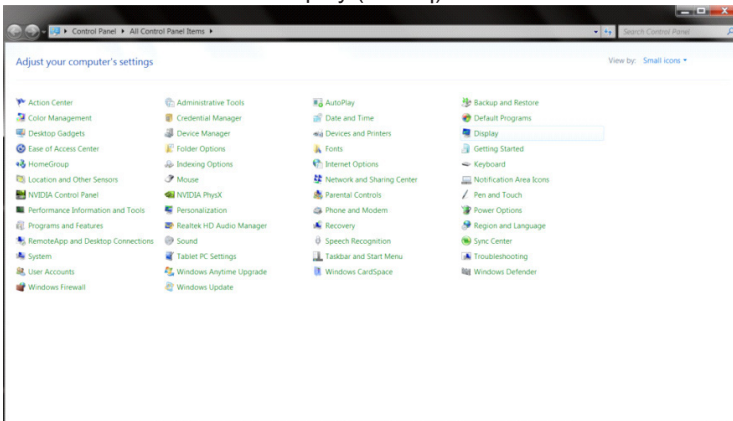 Control Panel ▸ All Control Panel Items ▸ Search Control Panel
Adjust your computer's settings View by: Small icons
Action Center Administrative Tools AutoPlay Backup and Restore
Color Management Credential Manager Date and Time Default Programs
Desktop Gadgets Device Manager Devices and Printers Display
Ease of Access Center Folder Options Fonts Getting Started
HomeGroup Indexing Options Internet Options Keyboard
Location and Other Sensors Mouse Network and Sharing Center Notification Area Icons
NVIDIA Control Panel NVIDIA PhysX Parental Controls Pen and Touch
Performance Information and Tools Personalization Phone and Modem Power Options
Programs and Features Realtek HD Audio Manager Recovery Region and Language
RemoteApp and Desktop Connections Sound Speech Recognition Sync Center
System Tablet PC Settings Taskbar and Start Menu Troubleshooting
User Accounts Windows Anytime Upgrade Windows CardSpace Windows Defender
Windows Firewall Windows Update